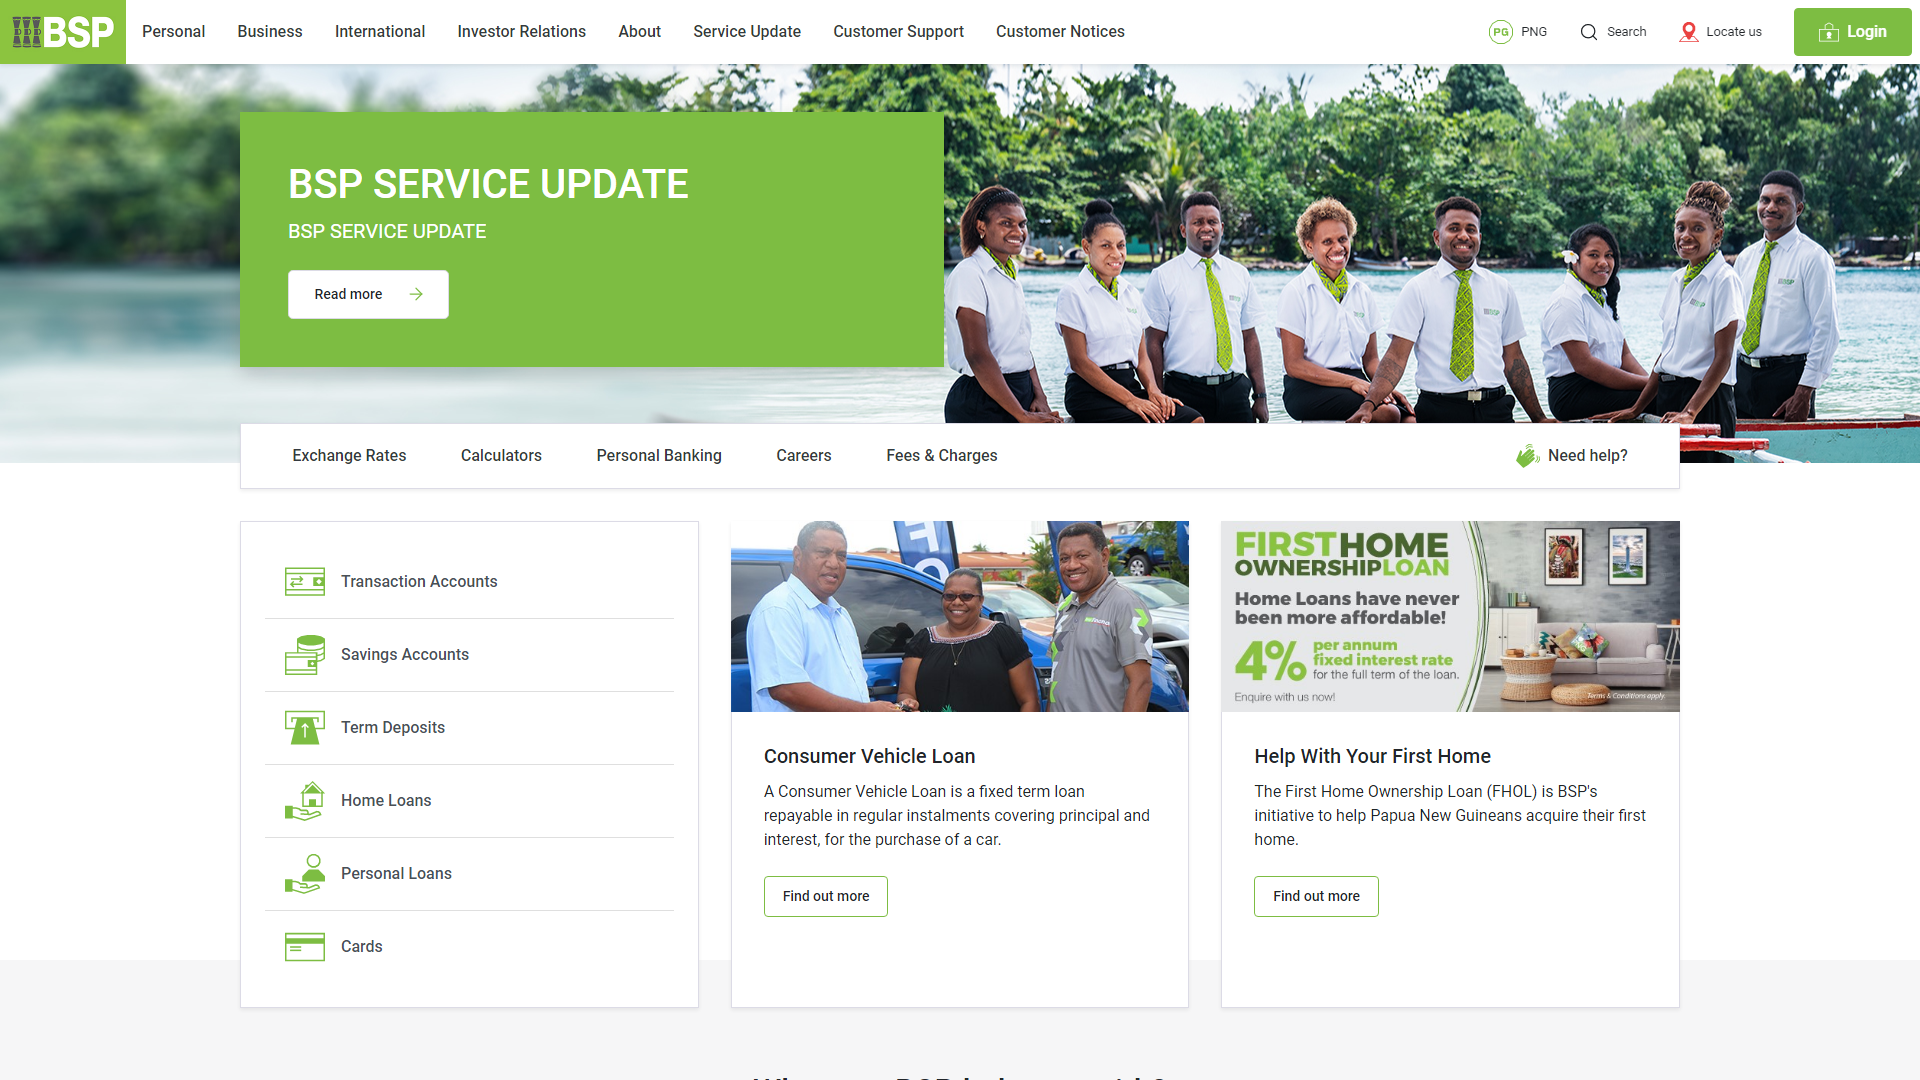 BSP
Personal
Business
International
Investor Relations
About
Service Update
Customer Support
Customer Notices
PG PNG
Search
Locate us
Login
BSP SERVICE UPDATE
BSP SERVICE UPDATE
Read more
Exchange Rates
Calculators
Personal Banking
Careers
Fees & Charges
Need help?
Transaction Accounts
Savings Accounts
Term Deposits
Home Loans
Personal Loans
Cards
Consumer Vehicle Loan
A Consumer Vehicle Loan is a fixed term loan
repayable in regular instalments covering principal and
interest, for the purchase of a car.
Find out more
FIRST HOME
OWNERSHIP LOAN
Home Loans have never
been more affordable!
4% per annum
fixed interest rate
for the full term of the loan.
Enquire with us now!
Terms & Conditions apply.
Help With Your First Home
The First Home Ownership Loan (FHOL) is BSP's
initiative to help Papua New Guineans acquire their first
home.
Find out more